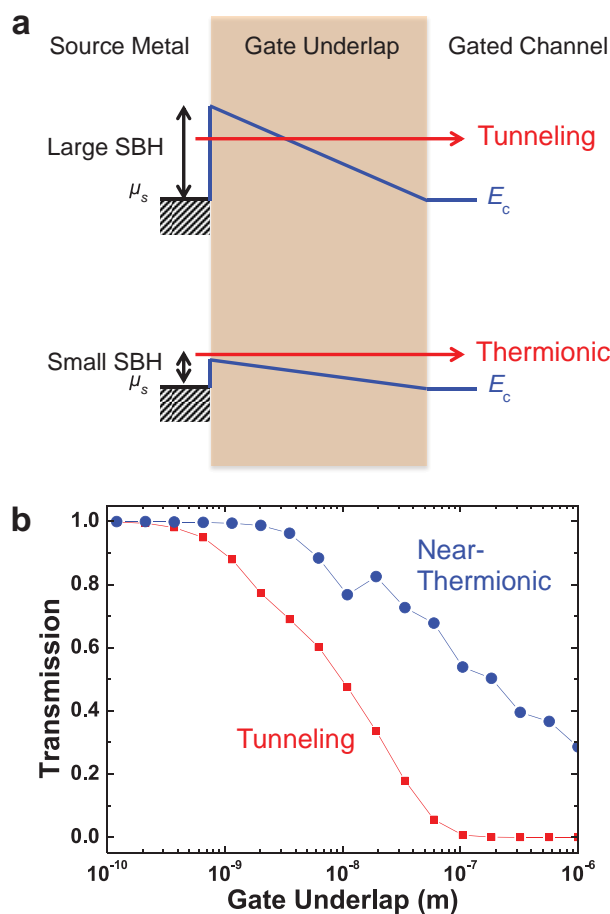 a
Source Metal Gate Underlap Gated Channel
Large SBH
Tunneling
μs
Ec
Small SBH
Thermionic
μs
Ec
b
1.0
0.8
0.6
0.4
0.2
0.0
Transmission
Near-
Thermionic
Tunneling
10-10 10-9 10-8 10-7 10-6
Gate Underlap (m)